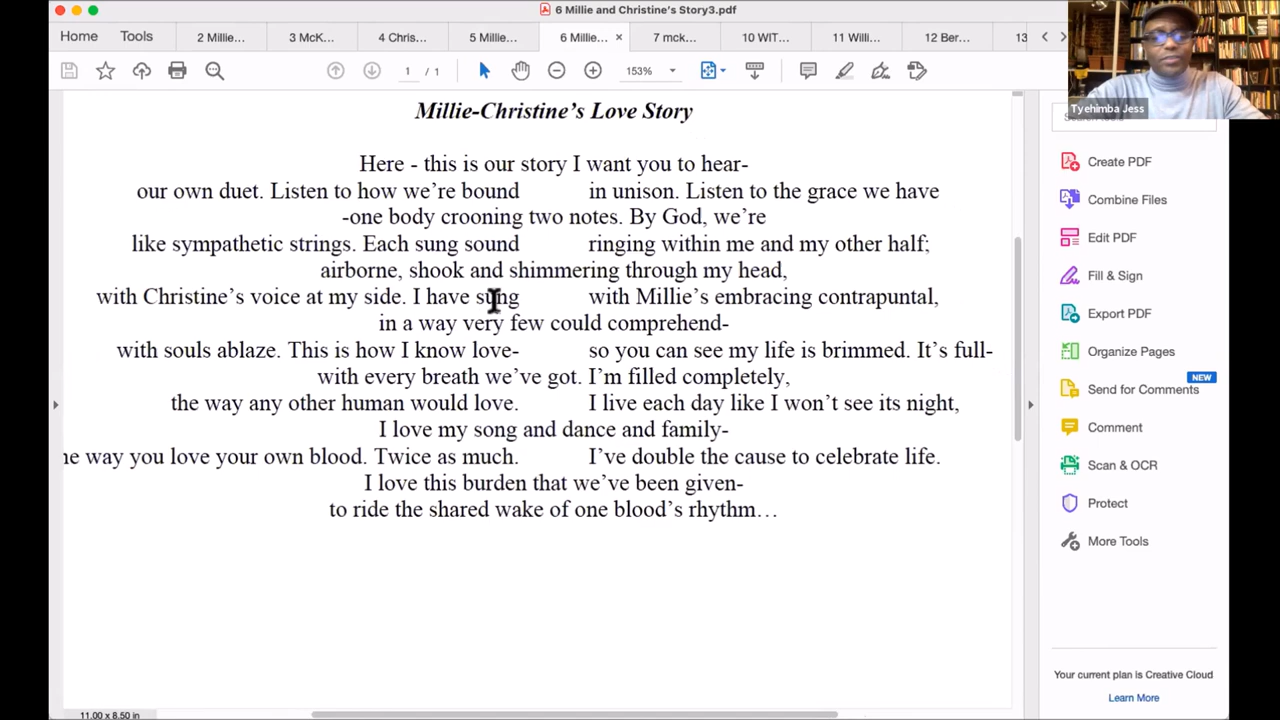 6 Millie and Christine's Story3.pdf
Home Tools 2 Millie... 3 McK... 4 Chris... 5 Millie... 6 Millie... × 7 mck... 10 WIT... 11 Willi... 12 Ber... 13
1 / 1 153%
Tyehimba Jess
Millie-Christine's Love Story
Here - this is our story I want you to hear-
our own duet. Listen to how we're bound in unison. Listen to the grace we have
-one body crooning two notes. By God, we're
like sympathetic strings. Each sung sound ringing within me and my other half;
airborne, shook and shimmering through my head,
with Christine's voice at my side. I have sung with Millie's embracing contrapuntal,
in a way very few could comprehend-
with souls ablaze. This is how I know love- so you can see my life is brimmed. It's full-
with every breath we've got. I'm filled completely,
the way any other human would love. I live each day like I won't see its night,
I love my song and dance and family-
he way you love your own blood. Twice as much. I've double the cause to celebrate life.
I love this burden that we've been given-
to ride the shared wake of one blood's rhythm…
11.00 x 8.50 in
Create PDF
Combine Files
Edit PDF
Fill & Sign
Export PDF
Organize Pages
NEW
Send for Comments
Comment
Scan & OCR
Protect
More Tools
Your current plan is Creative Cloud
Learn More